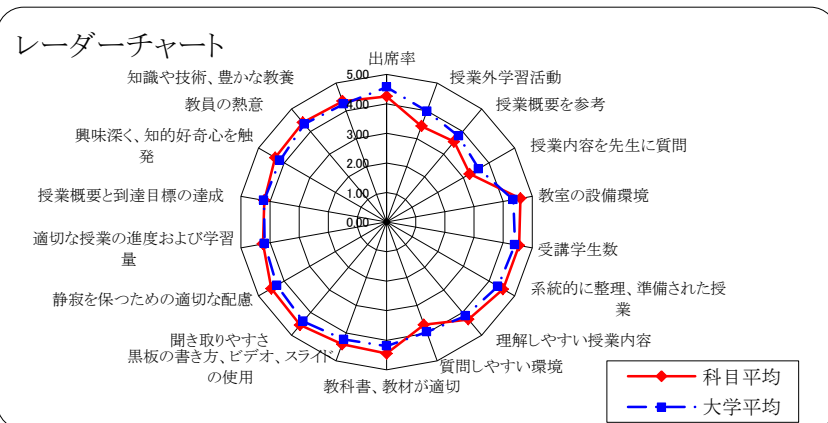 レーダーチャート
出席率
授業外学習活動
授業概要を参考
授業内容を先生に質問
教室の設備環境
受講学生数
系統的に整理、準備された授
業
理解しやすい授業内容
質問しやすい環境
教科書、教材が適切
黒板の書き方、ビデオ、スライド
の使用
聞き取りやすさ
静寂を保つための適切な配慮
適切な授業の進度および学習
量
授業概要と到達目標の達成
興味深く、知的好奇心を触
発
教員の熱意
知識や技術、豊かな教養
5.00
4.00
3.00
2.00
1.00
0.00
科目平均
大学平均